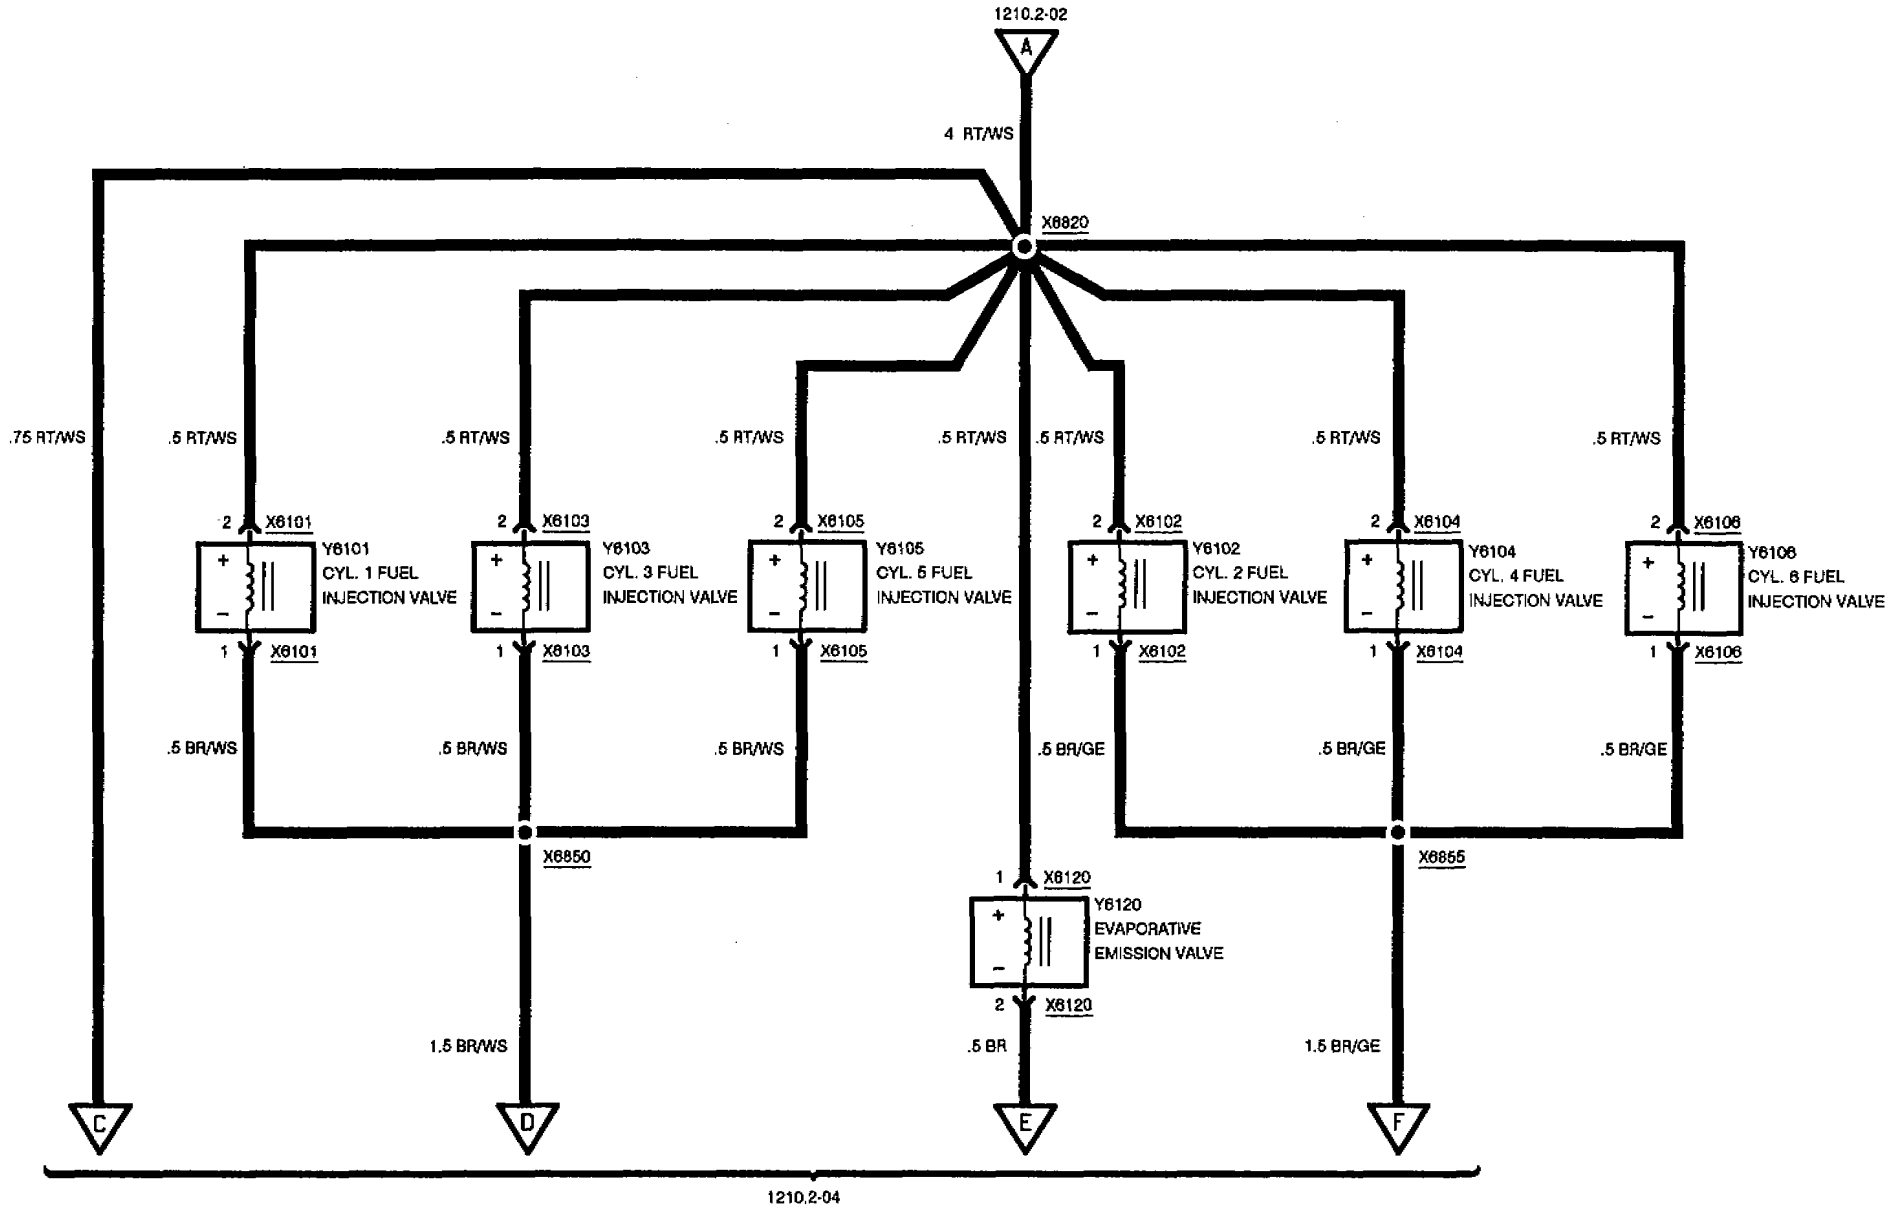 1210.2-02
A
4 RT/WS
X6820
.75 RT/WS
.5 RT/WS
.5 RT/WS
.5 RT/WS
.5 RT/WS
.5 RT/WS
.5 RT/WS
.5 RT/WS
2 X6101
2 X6103
2 X6105
2 X6102
2 X6104
2 X6106
+
−
Y6101
CYL. 1 FUEL
INJECTION VALVE
+
−
Y6103
CYL. 3 FUEL
INJECTION VALVE
+
−
Y6105
CYL. 5 FUEL
INJECTION VALVE
+
−
Y6102
CYL. 2 FUEL
INJECTION VALVE
+
−
Y6104
CYL. 4 FUEL
INJECTION VALVE
+
−
Y6106
CYL. 6 FUEL
INJECTION VALVE
1 X6101
1 X6103
1 X6105
1 X6102
1 X6104
1 X6106
.5 BR/WS
.5 BR/WS
.5 BR/WS
.5 BR/GE
.5 BR/GE
.5 BR/GE
X6850
X6855
1 X6120
+
−
Y6120
EVAPORATIVE
EMISSION VALVE
2 X6120
1.5 BR/WS
.5 BR
1.5 BR/GE
C
D
E
F
1210.2-04